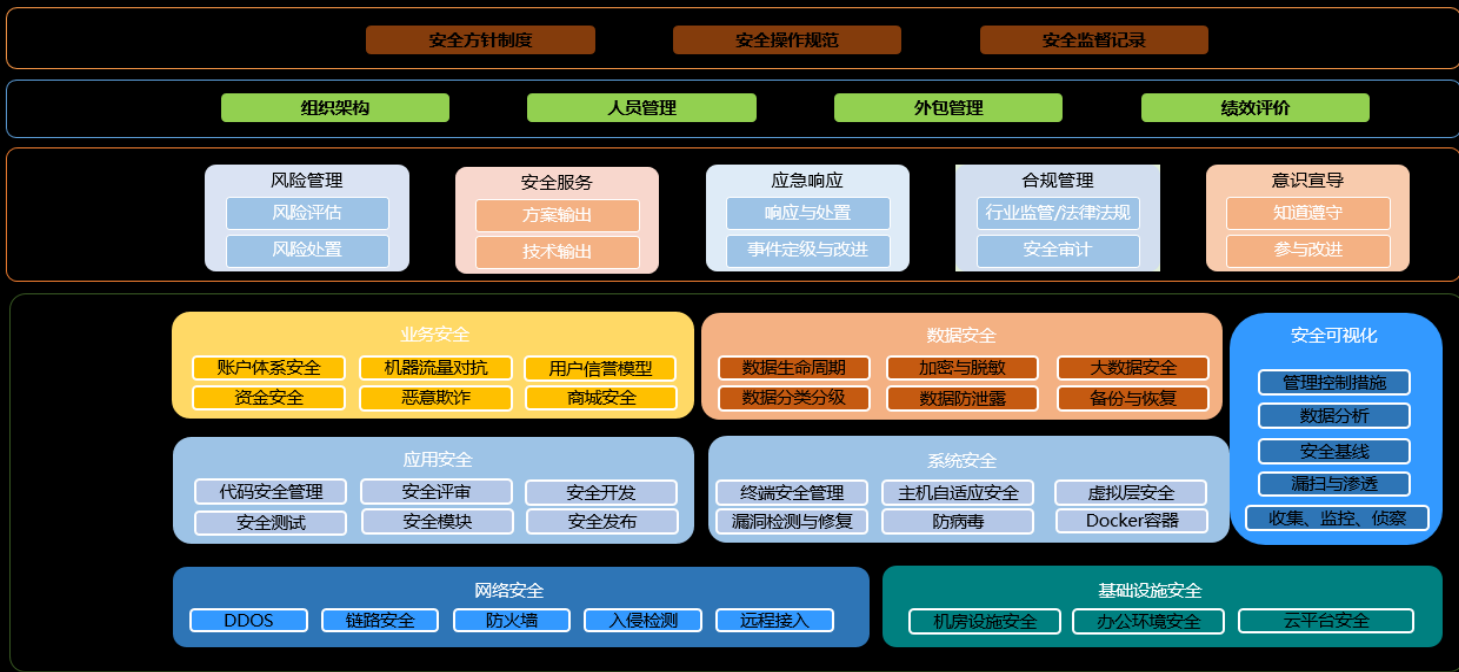 安全方针制度 安全操作规范 安全监督记录
组织架构 人员管理 外包管理 绩效评价
风险管理
风险评估
风险处置
安全服务
方案输出
技术输出
应急响应
响应与处置
事件定级与改进
合规管理
行业监管/法律法规
安全审计
意识宣导
知道遵守
参与改进
业务安全
账户体系安全 机器流量对抗 用户信誉模型
资金安全 恶意欺诈 商城安全
数据安全
数据生命周期 加密与脱敏 大数据安全
数据分类分级 数据防泄露 备份与恢复
安全可视化
管理控制措施
数据分析
安全基线
漏扫与渗透
收集、监控、侦察
应用安全
代码安全管理 安全评审 安全开发
安全测试 安全模块 安全发布
系统安全
终端安全管理 主机自适应安全 虚拟层安全
漏洞检测与修复 防病毒 Docker容器
网络安全
DDOS 链路安全 防火墙 入侵检测 远程接入
基础设施安全
机房设施安全 办公环境安全 云平台安全